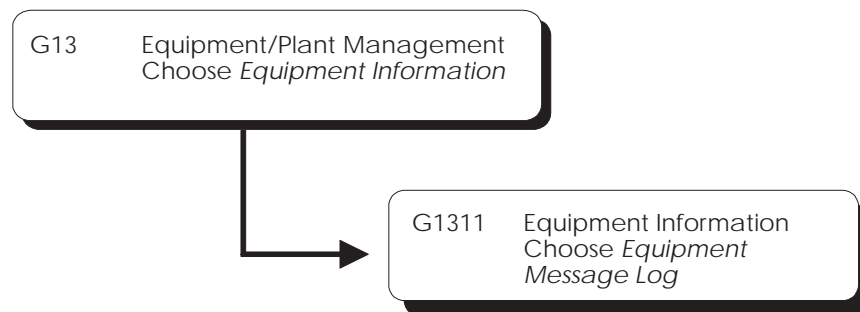 G13 Equipment/Plant Management
Choose Equipment Information
G1311 Equipment Information
Choose Equipment
Message Log